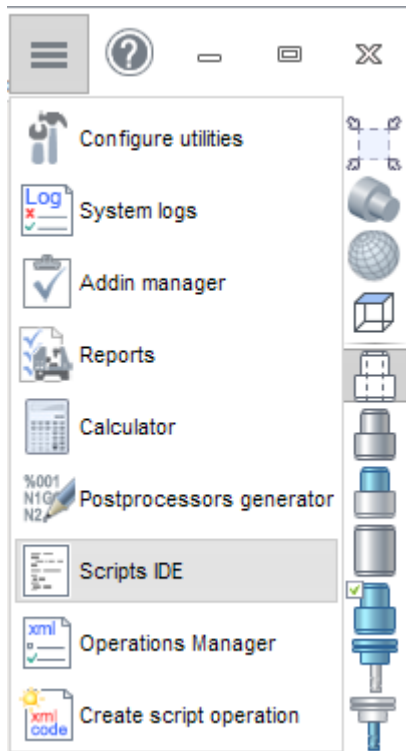 ?
Configure utilities
Log
System logs
Addin manager
Reports
Calculator
%001
N1G
N2
Postprocessors generator
Scripts IDE
xml
Operations Manager
xml
code
Create script operation